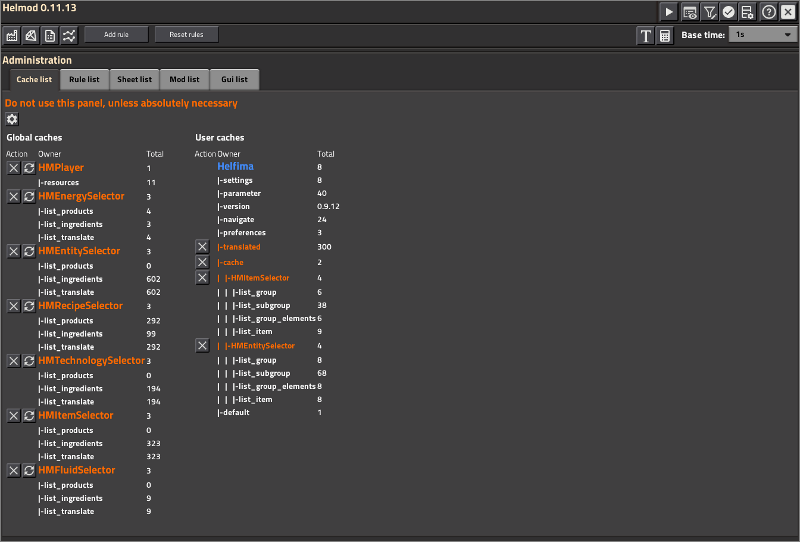 Helmod 0.11.13
Add rule
Reset rules
T
Base time:
1s
Administration
Cache list
Rule list
Sheet list
Mod list
Gui list
Do not use this panel, unless absolutely necessary
Global caches
Action Owner Total
HMPlayer 1
|-resources 11
HMEnergySelector 3
|-list_products 4
|-list_ingredients 3
|-list_translate 4
HMEntitySelector 3
|-list_products 0
|-list_ingredients 602
|-list_translate 602
HMRecipeSelector 3
|-list_products 292
|-list_ingredients 99
|-list_translate 292
HMTechnologySelector 3
|-list_products 0
|-list_ingredients 194
|-list_translate 194
HMItemSelector 3
|-list_products 0
|-list_ingredients 323
|-list_translate 323
HMFluidSelector 3
|-list_products 0
|-list_ingredients 9
|-list_translate 9
User caches
Action Owner Total
Helfima 8
|-settings 8
|-parameter 40
|-version 0.9.12
|-navigate 24
|-preferences 3
|-translated 300
|-cache 2
| |-HMItemSelector 4
| | |-list_group 6
| | |-list_subgroup 38
| | |-list_group_elements 6
| | |-list_item 9
| |-HMEntitySelector 4
| | |-list_group 8
| | |-list_subgroup 68
| | |-list_group_elements 8
| | |-list_item 8
|-default 1